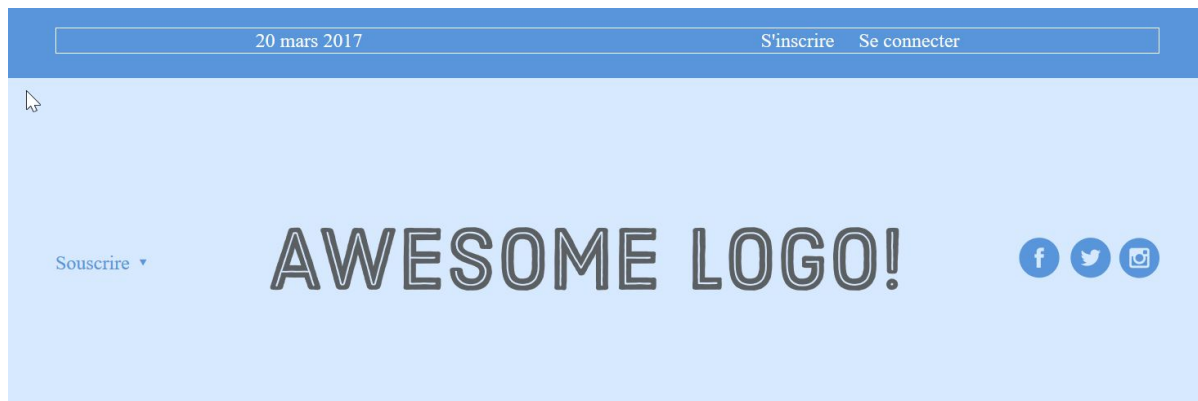 20 mars 2017 S'inscrire Se connecter
Souscrire ▼ AWESOME LOGO!